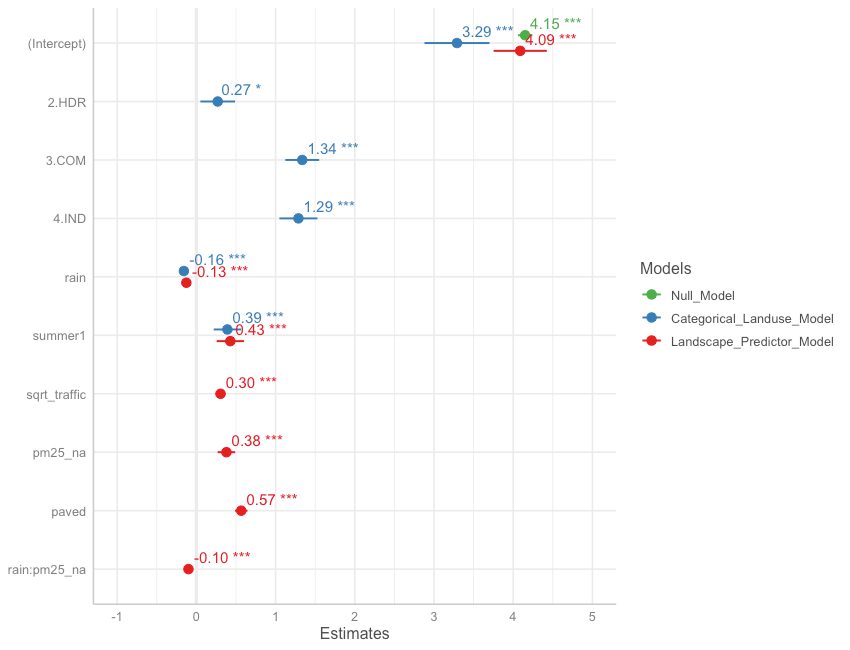 (Intercept)
4.15 ***
3.29 ***
4.09 ***
2.HDR
0.27 *
3.COM
1.34 ***
4.IND
1.29 ***
rain
-0.16 ***
-0.13 ***
summer1
0.39 ***
0.43 ***
sqrt_traffic
0.30 ***
pm25_na
0.38 ***
paved
0.57 ***
rain:pm25_na
-0.10 ***
-1 0 1 2 3 4 5
Estimates
Models
Null_Model
Categorical_Landuse_Model
Landscape_Predictor_Model